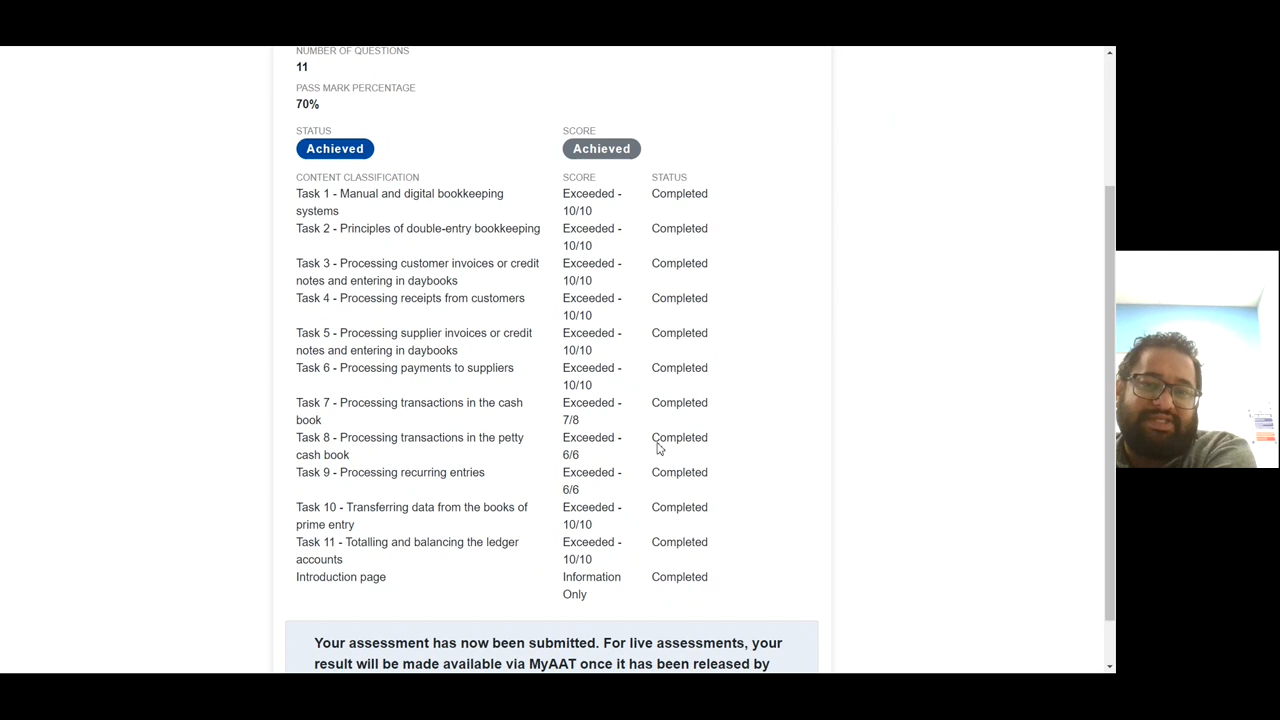 NUMBER OF QUESTIONS
11
PASS MARK PERCENTAGE
70%
STATUS SCORE
Achieved Achieved
CONTENT CLASSIFICATION SCORE STATUS
Task 1 - Manual and digital bookkeeping Exceeded - Completed
systems 10/10
Task 2 - Principles of double-entry bookkeeping Exceeded - Completed
10/10
Task 3 - Processing customer invoices or credit Exceeded - Completed
notes and entering in daybooks 10/10
Task 4 - Processing receipts from customers Exceeded - Completed
10/10
Task 5 - Processing supplier invoices or credit Exceeded - Completed
notes and entering in daybooks 10/10
Task 6 - Processing payments to suppliers Exceeded - Completed
10/10
Task 7 - Processing transactions in the cash Exceeded - Completed
book 7/8
Task 8 - Processing transactions in the petty Exceeded - Completed
cash book 6/6
Task 9 - Processing recurring entries Exceeded - Completed
6/6
Task 10 - Transferring data from the books of Exceeded - Completed
prime entry 10/10
Task 11 - Totalling and balancing the ledger Exceeded - Completed
accounts 10/10
Introduction page Information Completed
Only
Your assessment has now been submitted. For live assessments, your
result will be made available via MyAAT once it has been released by